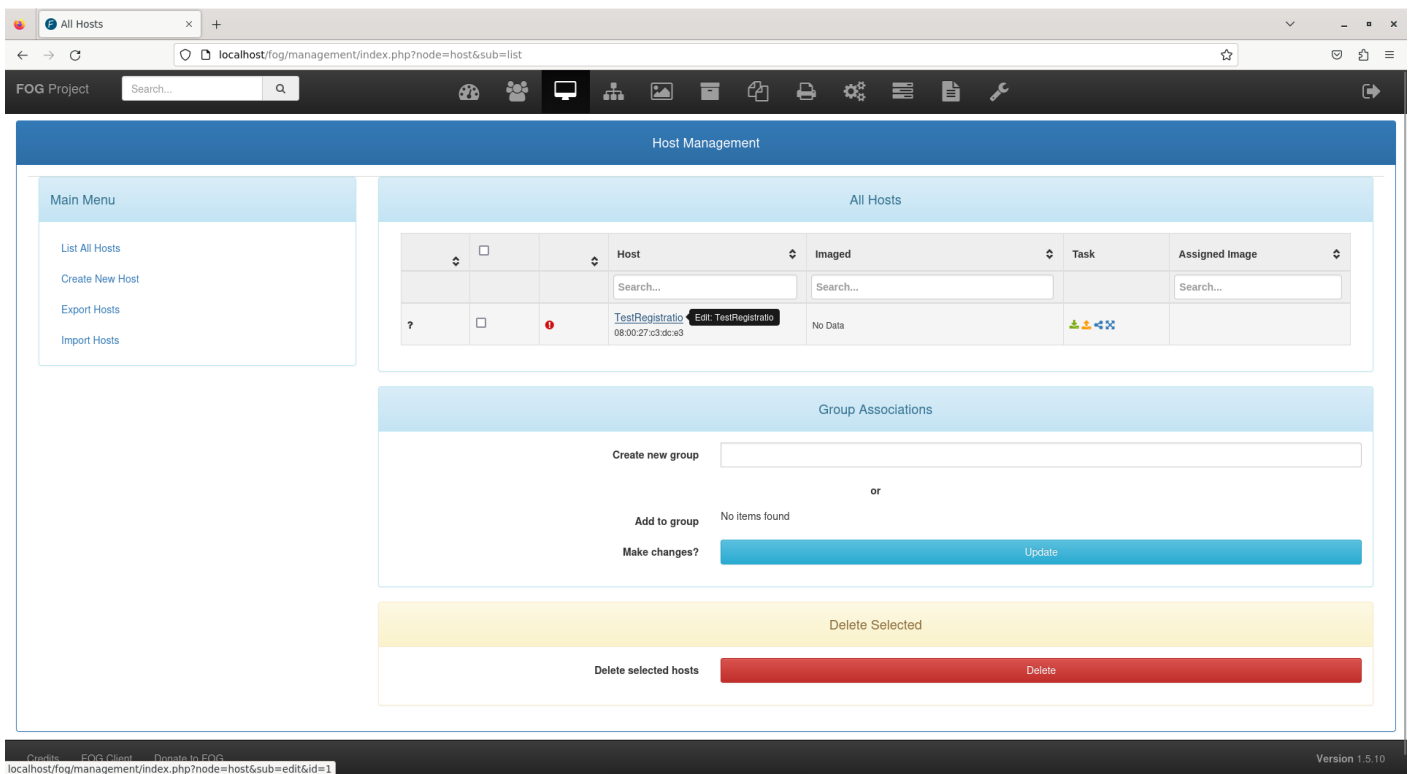 All Hosts
localhost/fog/management/index.php?node=host&sub=list
FOG Project Search...
Host Management
Main Menu
List All Hosts
Create New Host
Export Hosts
Import Hosts
All Hosts
Host Imaged Task Assigned Image
Search... Search... Search...
? TestRegistratio Edit: TestRegistratio No Data
08:00:27:c3:dc:e3
Group Associations
Create new group
or
Add to group No items found
Make changes? Update
Delete Selected
Delete selected hosts Delete
Credits FOG Client Donate to FOG Version 1.5.10
localhost/fog/management/index.php?node=host&sub=edit&id=1